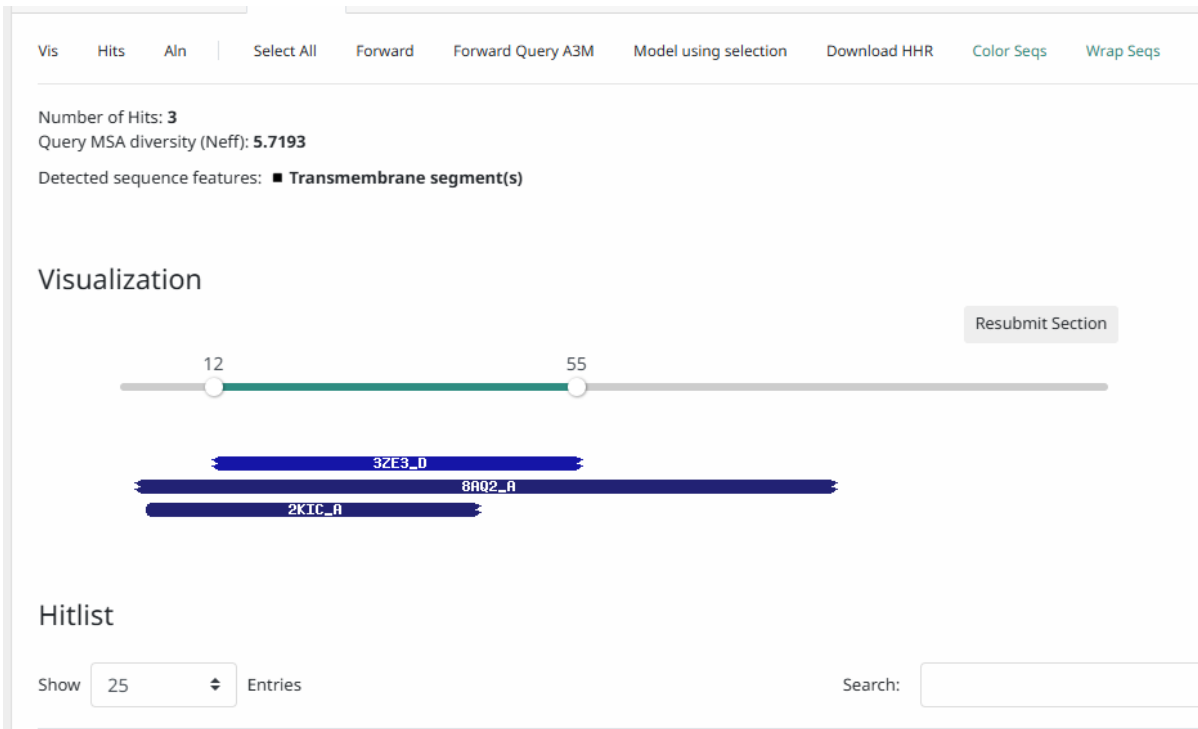 Vis Hits Aln Select All Forward Forward Query A3M Model using selection Download HHR Color Seqs Wrap Seqs
Number of Hits: 3
Query MSA diversity (Neff): 5.7193
Detected sequence features: ■ Transmembrane segment(s)
Visualization
Resubmit Section
12 55
3ZE3_D
8AQ2_A
2KIC_A
Hitlist
Show 25 Entries Search: